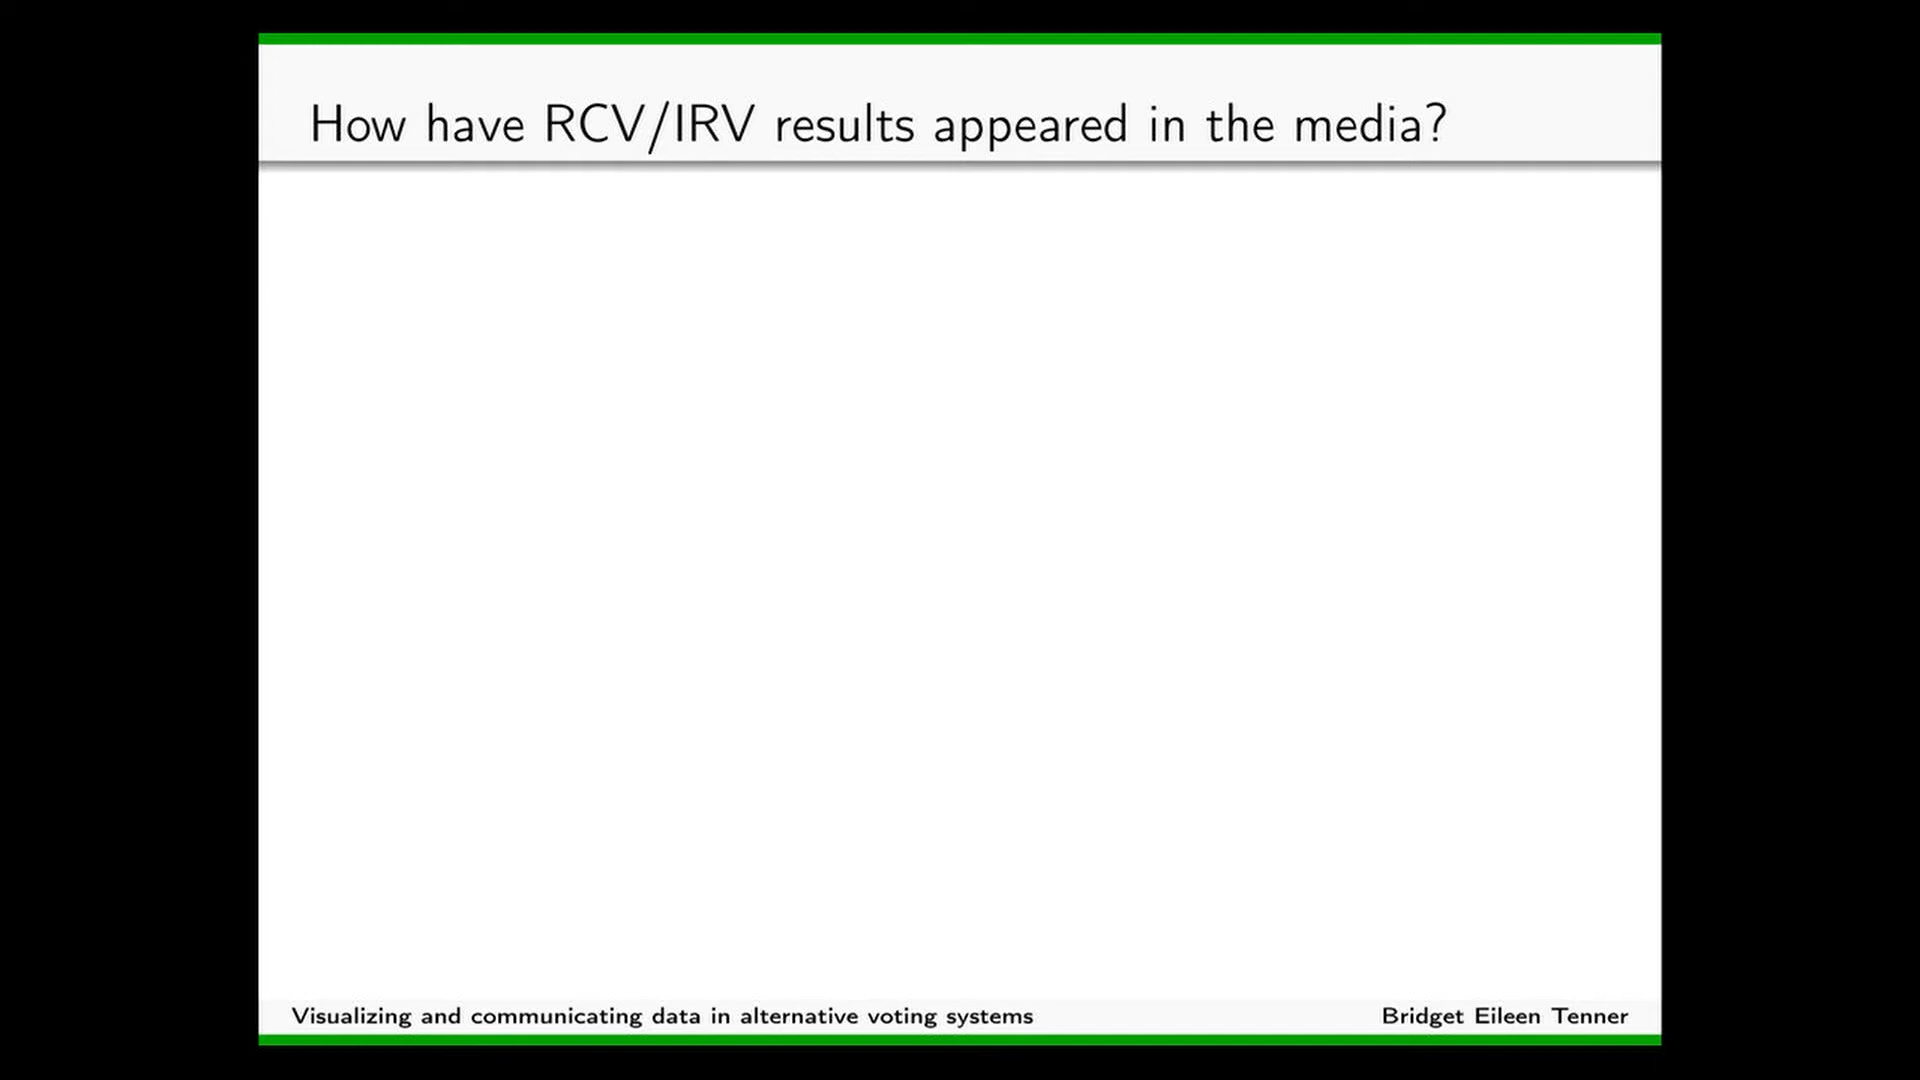 How have RCV/IRV results appeared in the media?
Visualizing and communicating data in alternative voting systems
Bridget Eileen Tenner